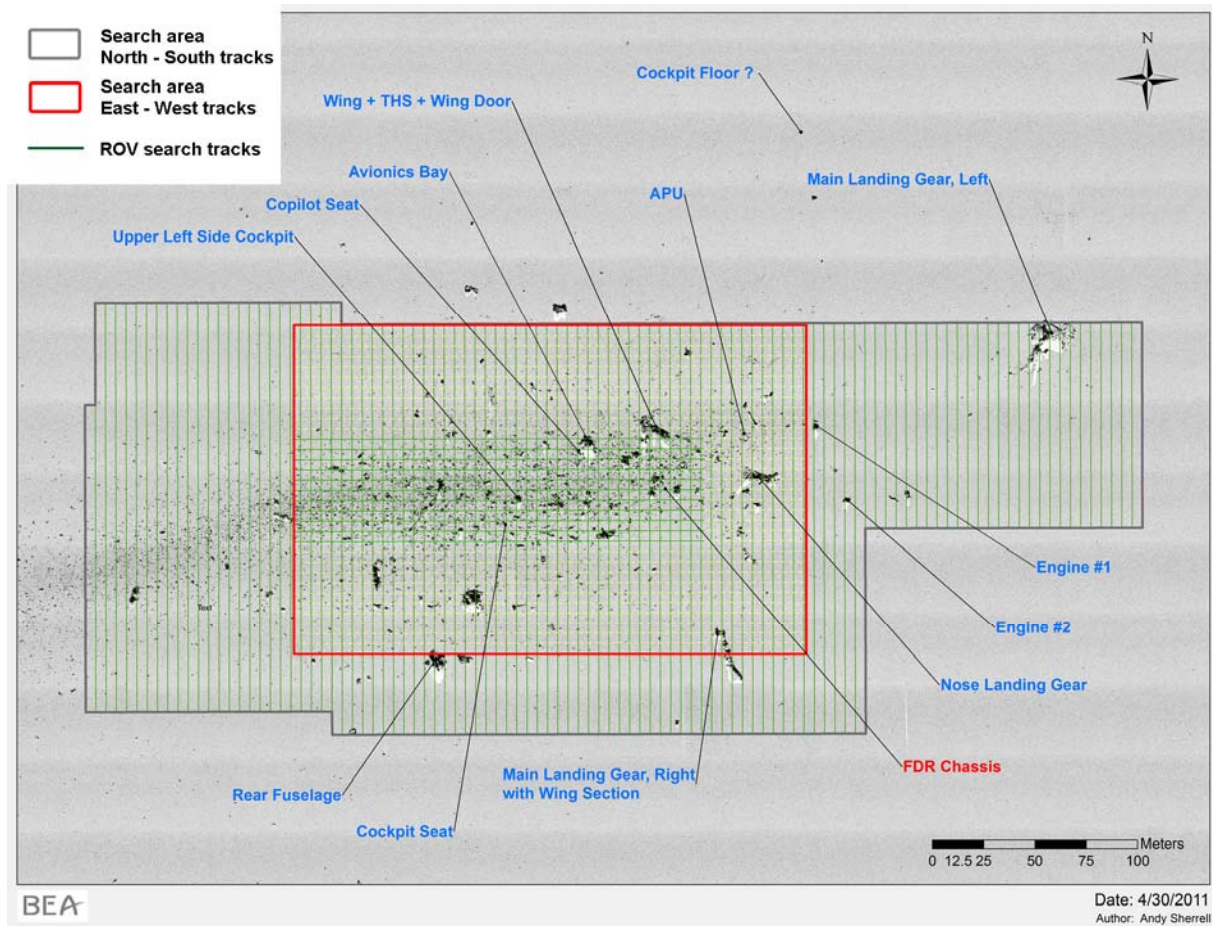 Search area
North - South tracks
Search area
East - West tracks
ROV search tracks
N
Cockpit Floor ?
Wing + THS + Wing Door
Avionics Bay
Main Landing Gear, Left
APU
Copilot Seat
Upper Left Side Cockpit
Engine #1
Text
Engine #2
Nose Landing Gear
FDR Chassis
Main Landing Gear, Right
with Wing Section
Rear Fuselage
Cockpit Seat
Meters
0 12.5 25 50 75 100
BEA
Date: 4/30/2011
Author: Andy Sherrell